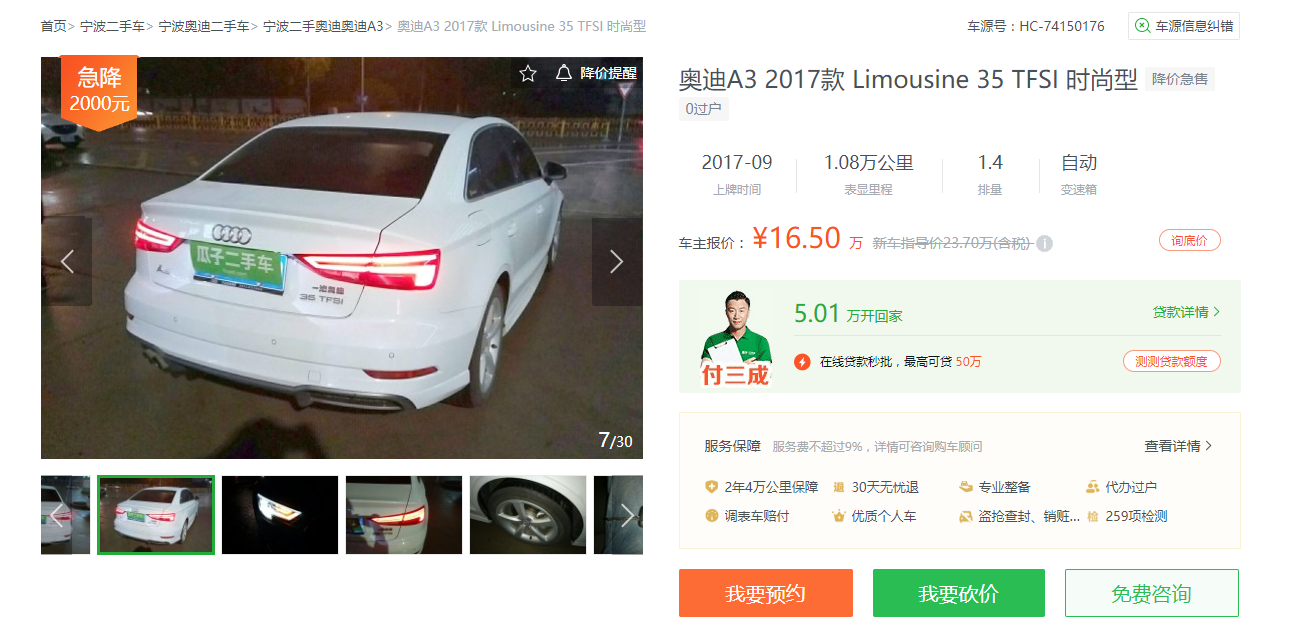 首页> 宁波二手车> 宁波奥迪二手车> 宁波二手奥迪奥迪A3> 奥迪A3 2017款 Limousine 35 TFSI 时尚型
车源号：HC-74150176
车源信息纠错
急降
2000元
降价提醒
瓜子二手车
一汽奥迪
35 TFSI
7/30
奥迪A3 2017款 Limousine 35 TFSI 时尚型 降价急售
0过户
2017-09 1.08万公里 1.4 自动
上牌时间 表显里程 排量 变速箱
车主报价： ¥16.50 万 新车指导价23.70万(含税) 询底价
5.01 万开回家 贷款详情 >
付三成
在线贷款秒批，最高可贷 50万 测测贷款额度
服务保障 服务费不超过9%，详情可咨询购车顾问 查看详情 >
2年4万公里保障 30天无忧退 专业整备 代办过户
调表车赔付 优质个人车 盗抢查封、销赃... 259项检测
我要预约 我要砍价 免费咨询